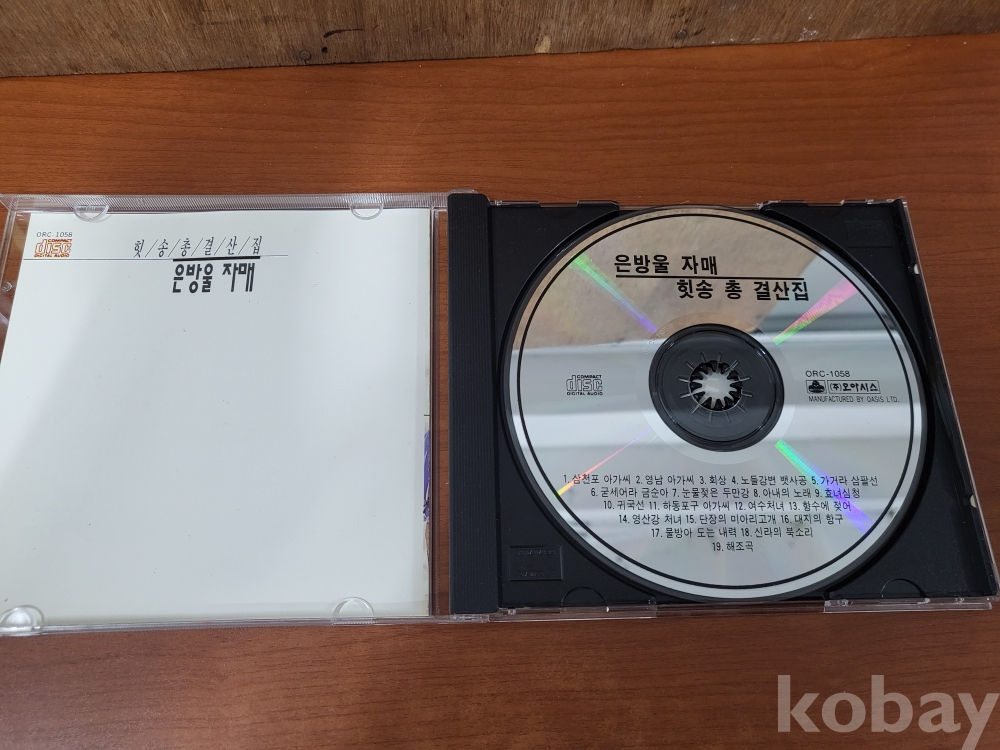 ORC-1058
COMPACT
disc
DIGITAL AUDIO
힛/송/총/결/산/집
은방울 자매
은방울 자매
힛송 총 결산집
COMPACT
disc
DIGITAL AUDIO
ORC-1058
(주)오아시스
MANUFACTURED BY OASIS LTD.
1. 삼천포 아가씨 2. 영남 아가씨 3. 회상 4. 노들강변 뱃사공 5. 가거라 삼팔선
6. 굳세어라 금순아 7. 눈물젖은 두만강 8. 아내의 노래 9. 효녀심청
10. 귀국선 11. 하동포구 아가씨 12. 여수처녀 13. 향수에 젖어
14. 영산강 처녀 15. 단장의 미아리고개 16. 대지의 항구
17. 물방아 도는 내력 18. 신라의 북소리
19. 해조곡
kobay